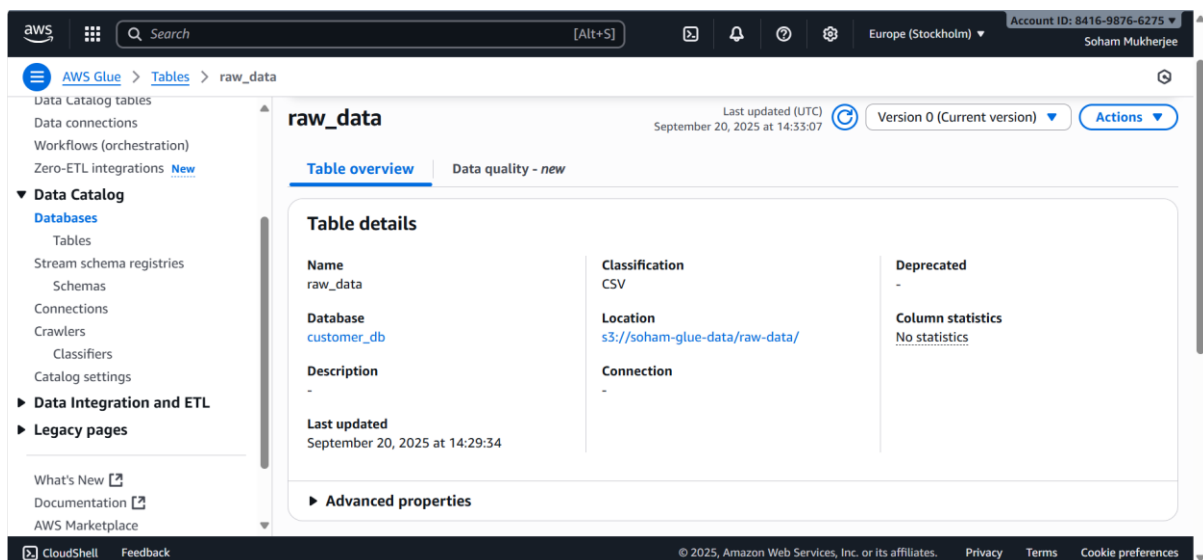 aws
Search
[Alt+S]
Europe (Stockholm) ▼
Account ID: 8416-9876-6275 ▼
Soham Mukherjee
AWS Glue > Tables > raw_data
Data Catalog tables
Data connections
Workflows (orchestration)
Zero-ETL integrations New
▼ Data Catalog
Databases
Tables
Stream schema registries
Schemas
Connections
Crawlers
Classifiers
Catalog settings
▶ Data Integration and ETL
▶ Legacy pages
What's New
Documentation
AWS Marketplace
raw_data
Last updated (UTC)
September 20, 2025 at 14:33:07
Version 0 (Current version) ▼
Actions ▼
Table overview
Data quality - new
Table details
Name
raw_data
Database
customer_db
Description
-
Last updated
September 20, 2025 at 14:29:34
Classification
CSV
Location
s3://soham-glue-data/raw-data/
Connection
-
Deprecated
-
Column statistics
No statistics
▶ Advanced properties
CloudShell
Feedback
© 2025, Amazon Web Services, Inc. or its affiliates.
Privacy
Terms
Cookie preferences